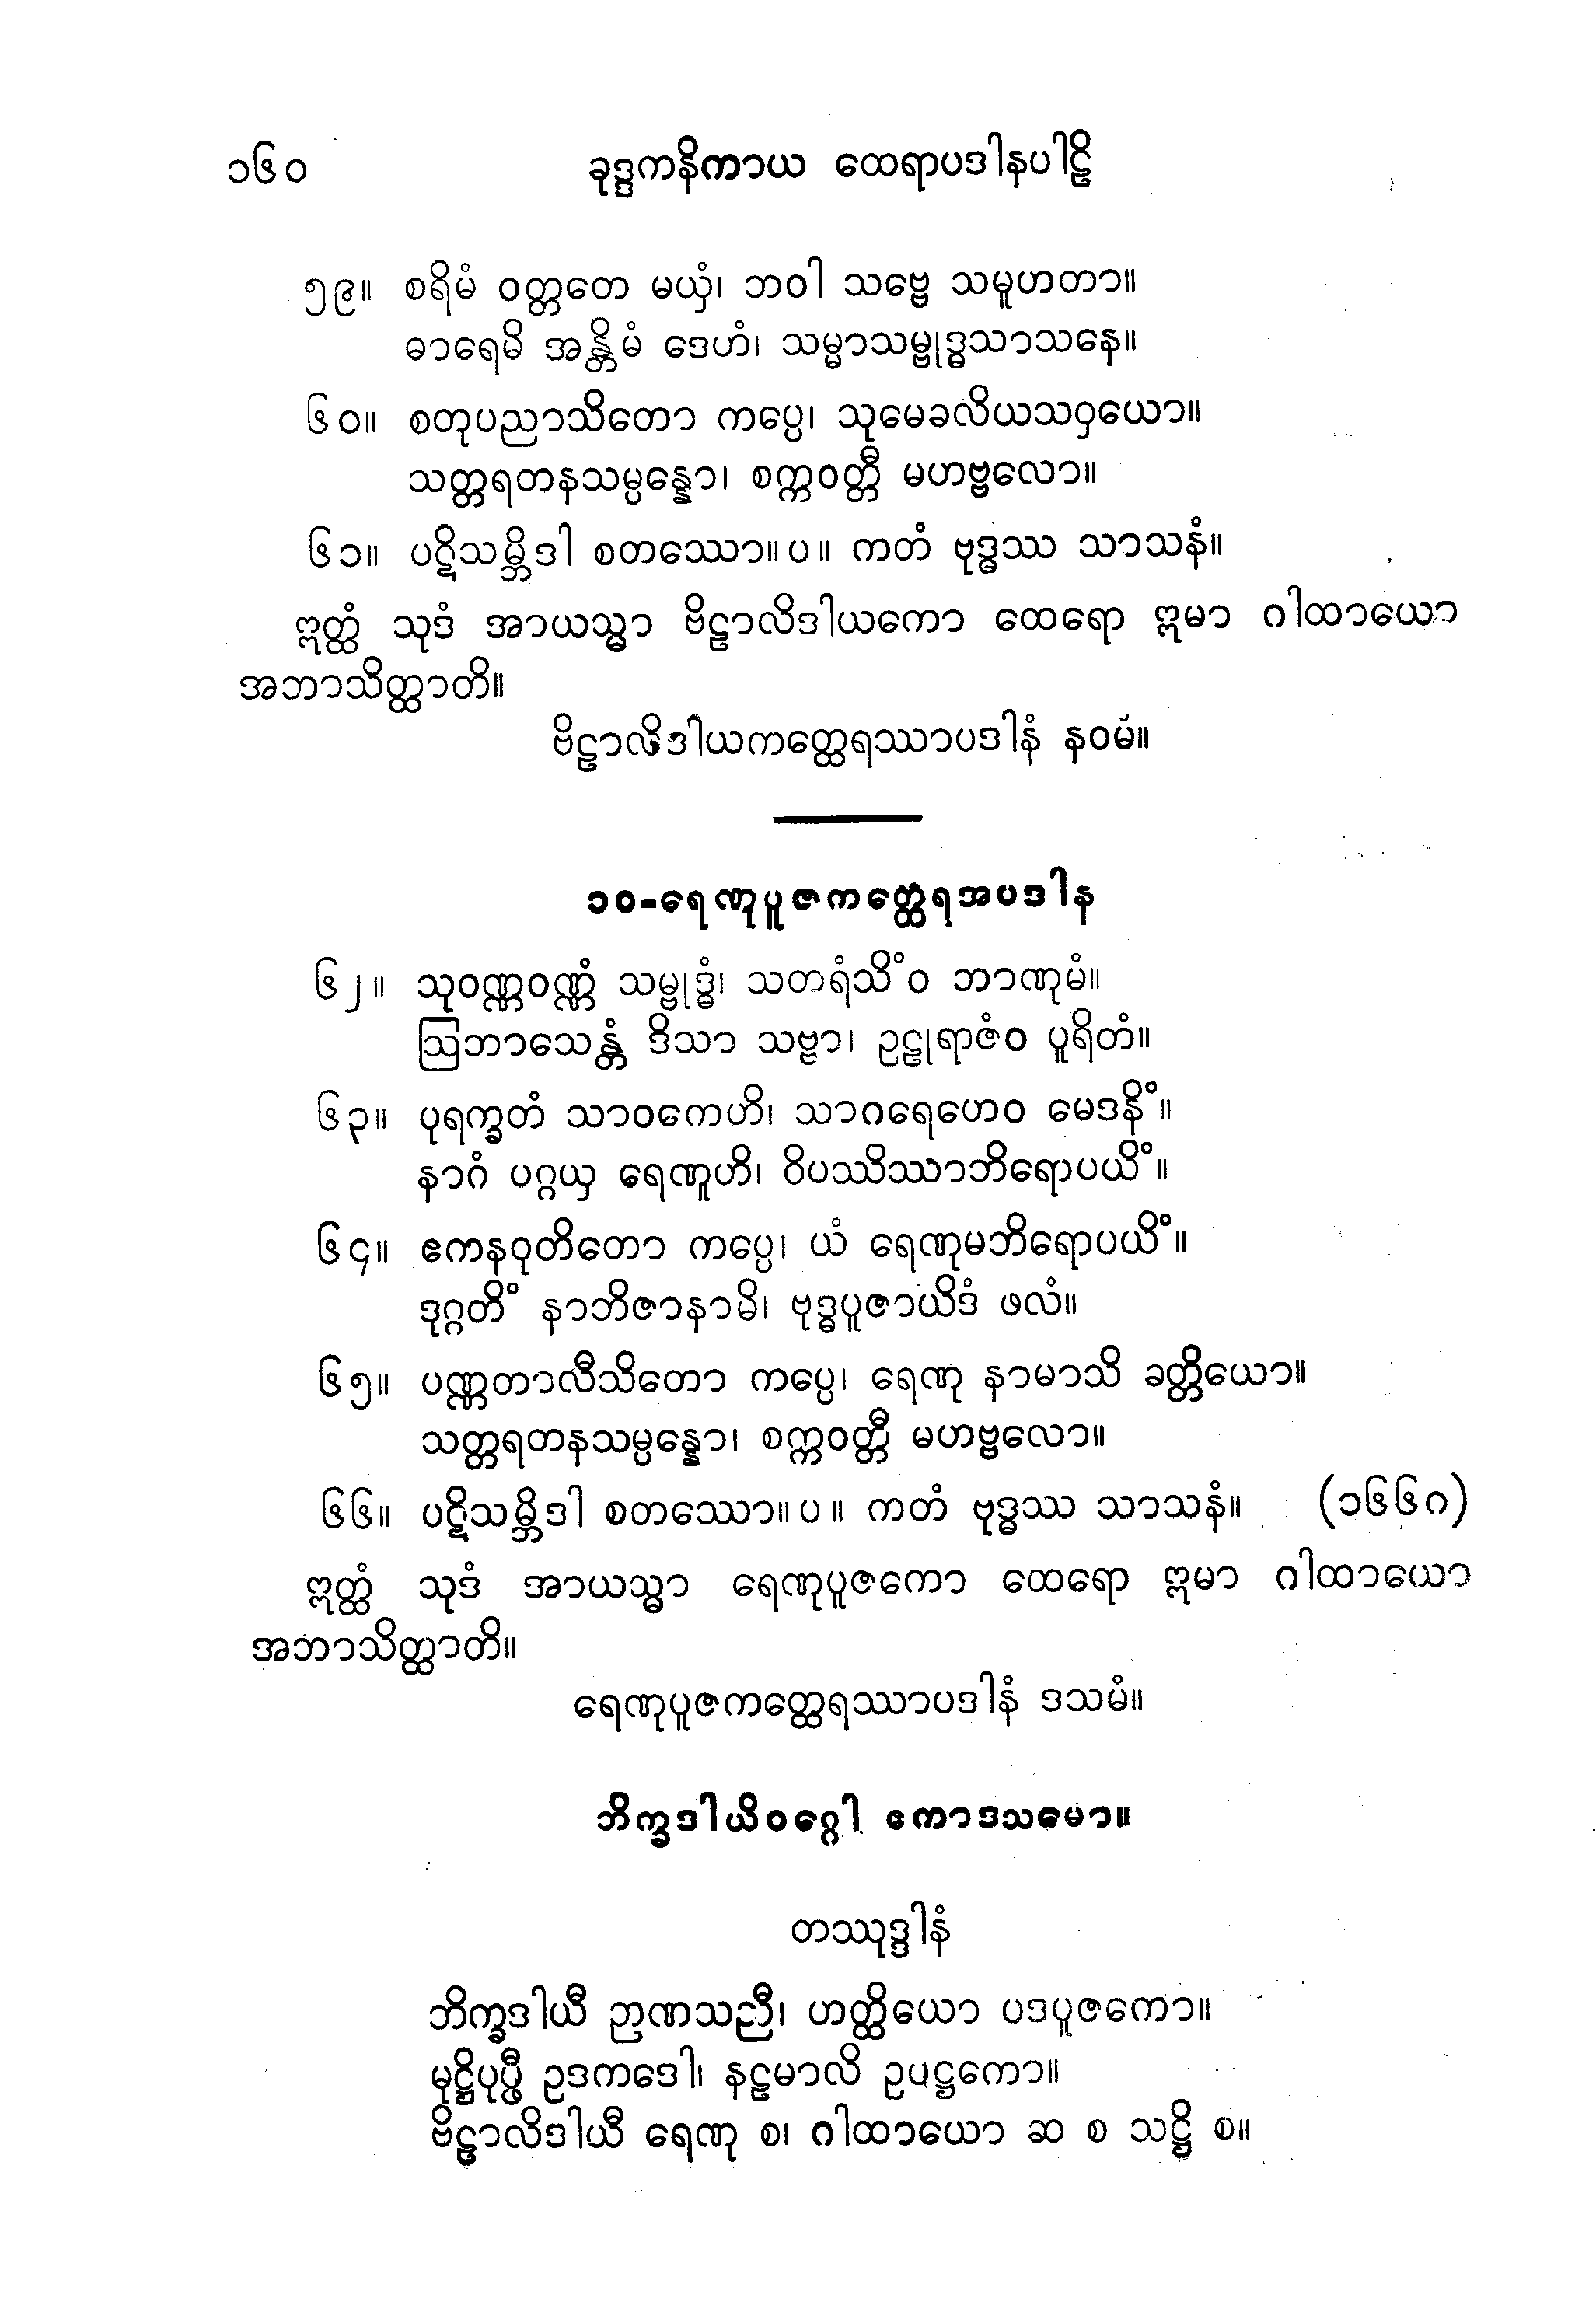 ၁၆၀ ခုဒ္ဒကနိကာယ ထေရာပဒါနပါဠိ
၅၉။ စရိမံ ဝတ္တတေ မယှံ၊ ဘဝါ သဗ္ဗေ သမူဟတာ။
ဓာရေမိ အန္တိမံ ဒေဟံ၊ သမ္မာသမ္ဗုဒ္ဓသာသနေ။
၆၀။ စတုပညာသိတော ကပ္ပေ၊ သုမေခလိယသဝှယော။
သတ္တရတနသမ္ပန္နော၊ စက္ကဝတ္တီ မဟဗ္ဗလော။
၆၁။ ပဋိသမ္ဘိဒါ စတဿော။ပ။ ကတံ ဗုဒ္ဓဿ သာသနံ။
ဣတ္ထံ သုဒံ အာယသ္မာ ဗိဠာလိဒါယကော ထေရော ဣမာ ဂါထာယော
အဘာသိတ္ထာတိ။
ဗိဠာလိဒါယကတ္ထေရဿာပဒါနံ နဝမံ။
၁၀-ရေဏုပူဇကတ္ထေရအပဒါန
၆၂။ သုဝဏ္ဏဝဏ္ဏံ သမ္ဗုဒ္ဓံ၊ သတရံသိံဝ ဘာဏုမံ။
ဩဘာသေန္တံ ဒိသာ သဗ္ဗာ၊ ဥဠုရာဇံဝ ပူရိတံ။
၆၃။ ပုရက္ခတံ သာဝကေဟိ၊ သာဂရေဟေဝ မေဒနိံ။
နာဂံ ပဂ္ဂယှ ရေဏူဟိ၊ ဝိပဿိဿာဘိရောပယိံ။
၆၄။ ဧကနဝုတိတော ကပ္ပေ၊ ယံ ရေဏုမဘိရောပယိံ။
ဒုဂ္ဂတိံ နာဘိဇာနာမိ၊ ဗုဒ္ဓပူဇာယိဒံ ဖလံ။
၆၅။ ပဏ္ဏတာလီသိတော ကပ္ပေ၊ ရေဏု နာမာသိ ခတ္တိယော။
သတ္တရတနသမ္ပန္နော၊ စက္ကဝတ္တီ မဟဗ္ဗလော။
၆၆။ ပဋိသမ္ဘိဒါ စတဿော။ပ။ ကတံ ဗုဒ္ဓဿ သာသနံ။ (၁၆၆ဂ)
ဣတ္ထံ သုဒံ အာယသ္မာ ရေဏုပူဇကော ထေရော ဣမာ ဂါထာယော
အဘာသိတ္ထာတိ။
ရေဏုပူဇကတ္ထေရဿာပဒါနံ ဒသမံ။
ဘိက္ခဒါယိဝဂ္ဂေါ ဧကာဒသမော။
တဿုဒ္ဒါနံ
ဘိက္ခဒါယီ ဉာဏသညီ၊ ဟတ္ထိယော ပဒပူဇကော။
မုဋ္ဌိပုပ္ဖီ ဥဒကဒေါ၊ နဠမာလိ ဥပဋ္ဌကော။
ဗိဠာလိဒါယီ ရေဏု စ၊ ဂါထာယော ဆ စ သဋ္ဌိ စ။